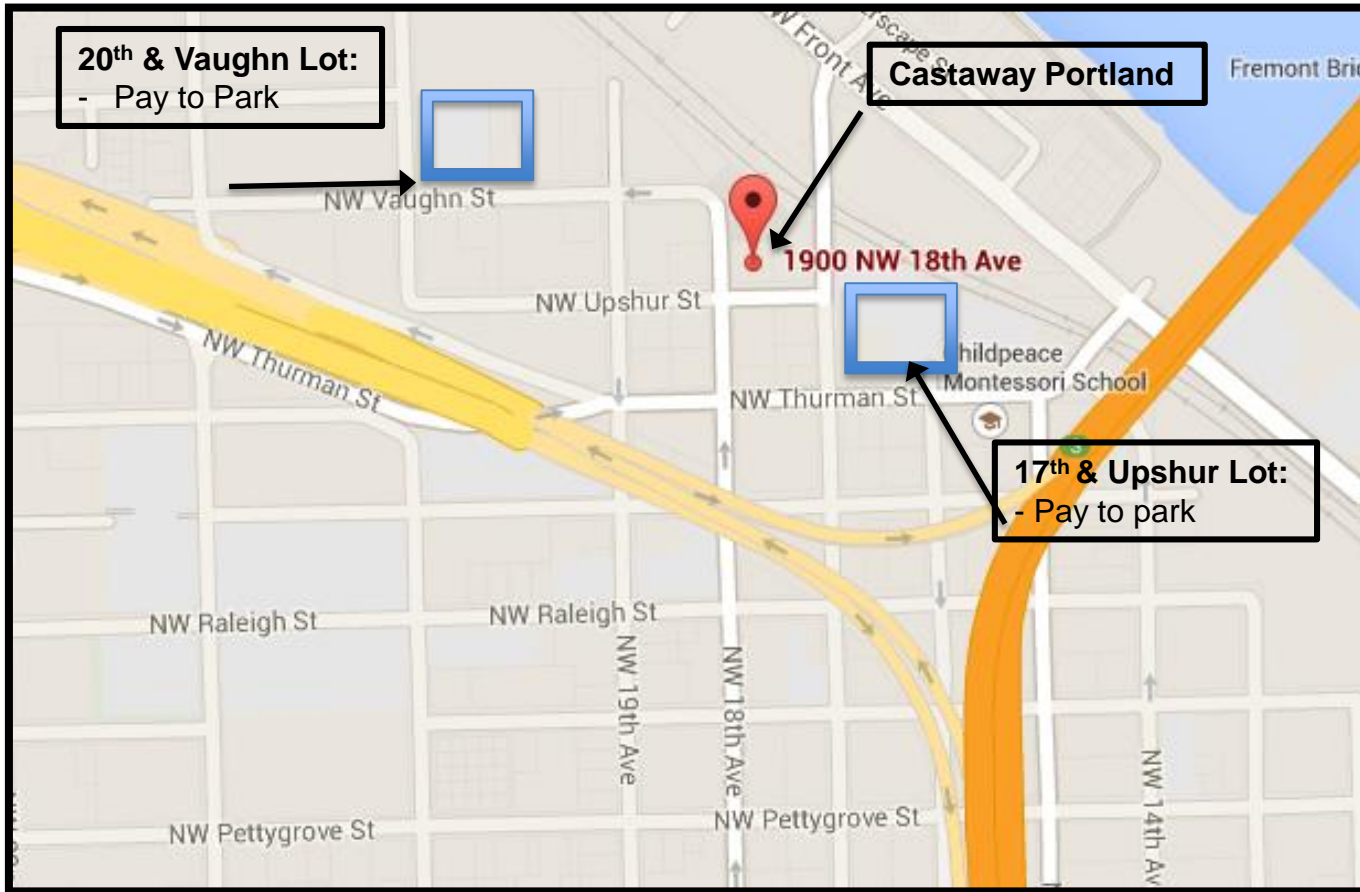 20th & Vaughn Lot:
- Pay to Park
Castaway Portland
NW Front Ave
Fremont
NW Vaughn St
1900 NW 18th Ave
NW Upshur St
NW Thurman St
NW Thurman St
hildpeace
Montessori School
17th & Upshur Lot:
- Pay to park
NW Raleigh St
NW Raleigh St
NW 19th Ave
NW 18th Ave
NW 14th Av
NW Pettygrove St
NW Pettygrove St